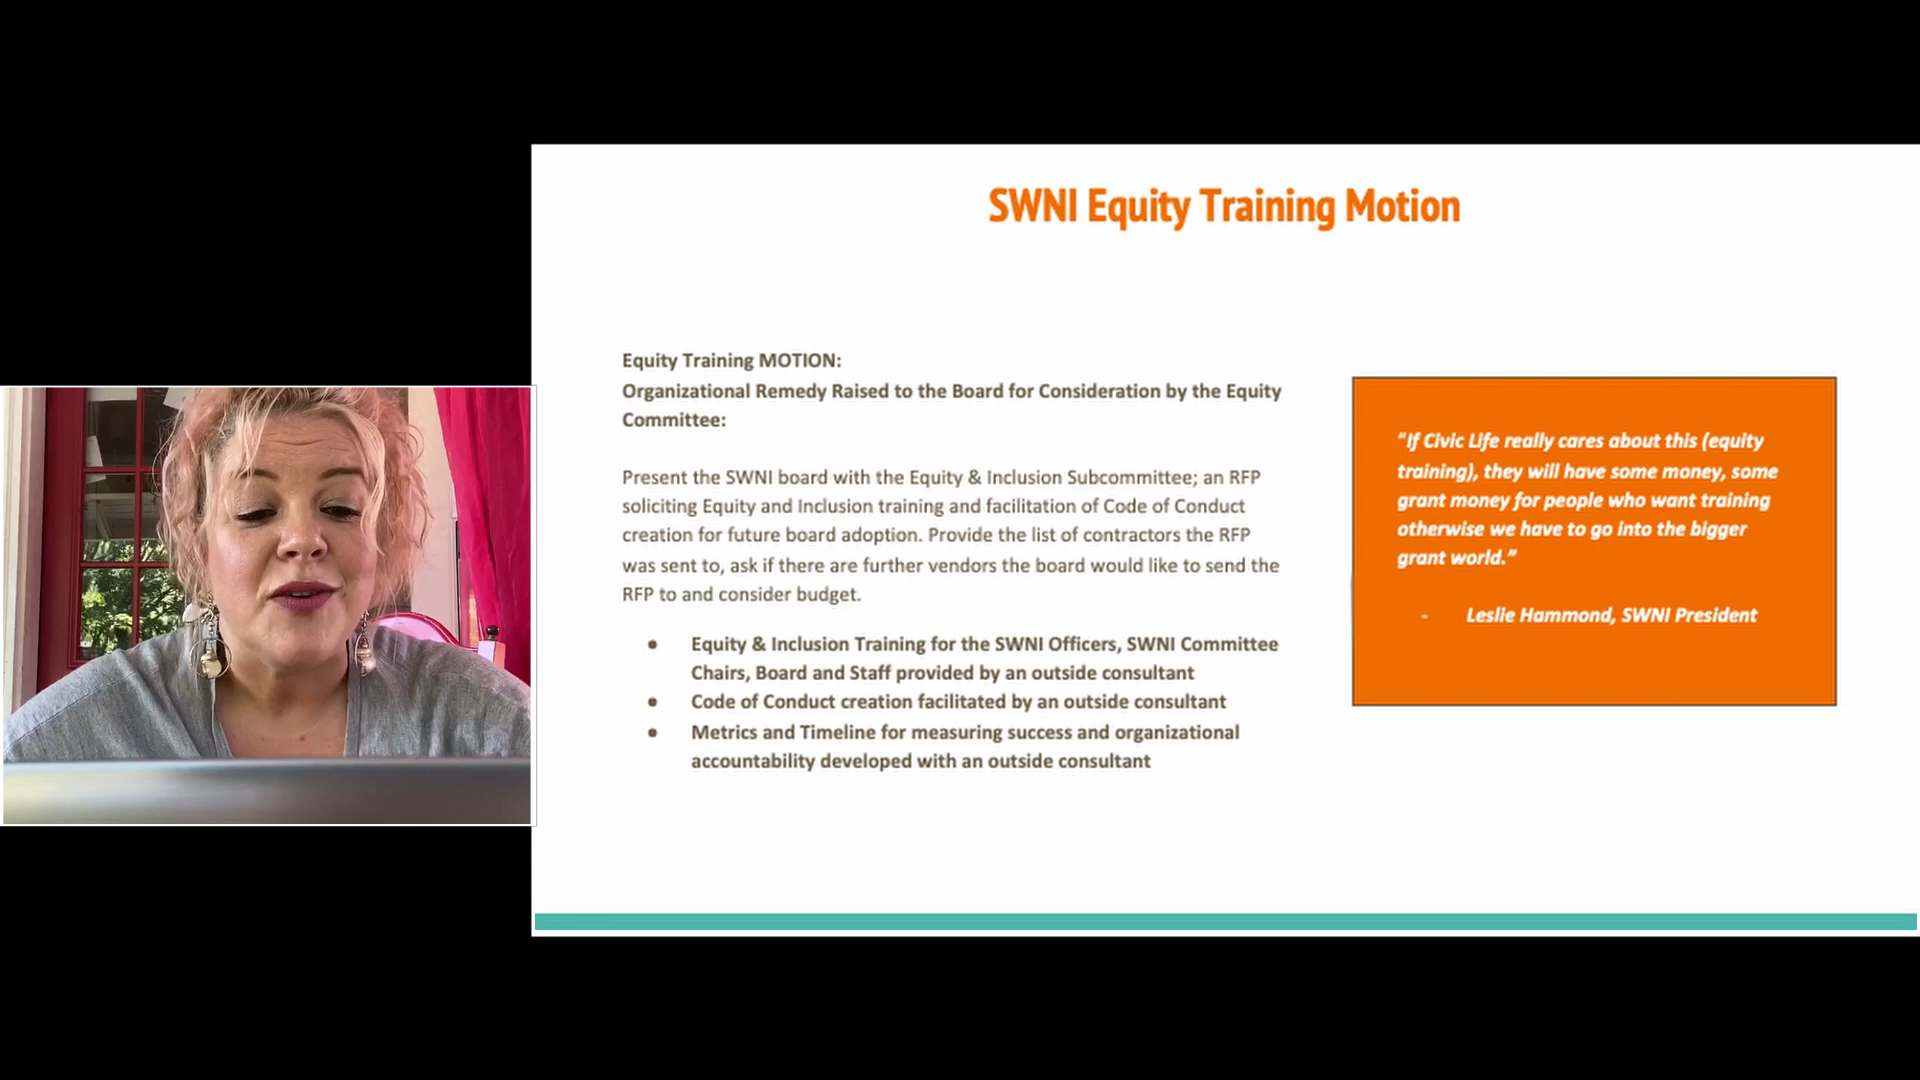 SWNI Equity Training Motion
Equity Training MOTION:
Organizational Remedy Raised to the Board for Consideration by the Equity
Committee:
Present the SWNI board with the Equity & Inclusion Subcommittee; an RFP
soliciting Equity and Inclusion training and facilitation of Code of Conduct
creation for future board adoption. Provide the list of contractors the RFP
was sent to, ask if there are further vendors the board would like to send the
RFP to and consider budget.
● Equity & Inclusion Training for the SWNI Officers, SWNI Committee
Chairs, Board and Staff provided by an outside consultant
● Code of Conduct creation facilitated by an outside consultant
● Metrics and Timeline for measuring success and organizational
accountability developed with an outside consultant
“If Civic Life really cares about this (equity
training), they will have some money, some
grant money for people who want training
otherwise we have to go into the bigger
grant world.”
- Leslie Hammond, SWNI President